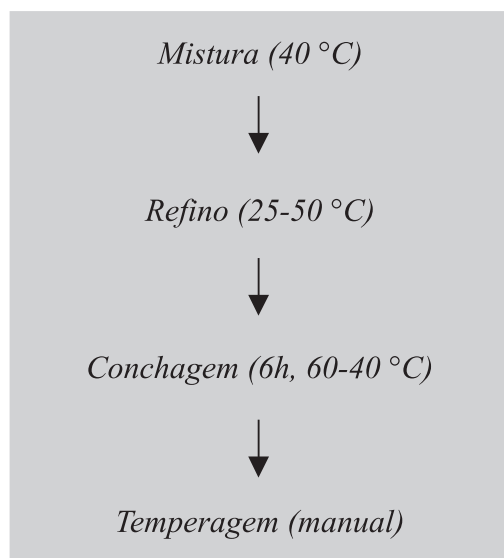 Mistura (40 °C)
Refino (25-50 °C)
Conchagem (6h, 60-40 °C)
Temperagem (manual)